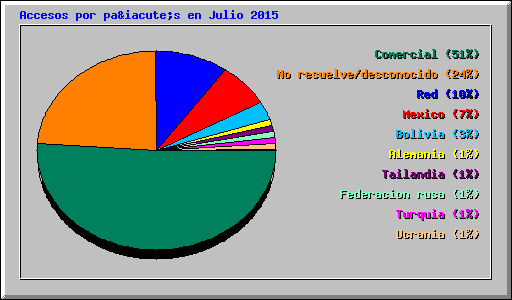 Accesos por pa&iacute;s en Julio 2015
Comercial (51%)
No resuelve/desconocido (24%)
Red (10%)
Mexico (7%)
Bolivia (3%)
Alemania (1%)
Tailandia (1%)
Federacion rusa (1%)
Turquia (1%)
Ucrania (1%)